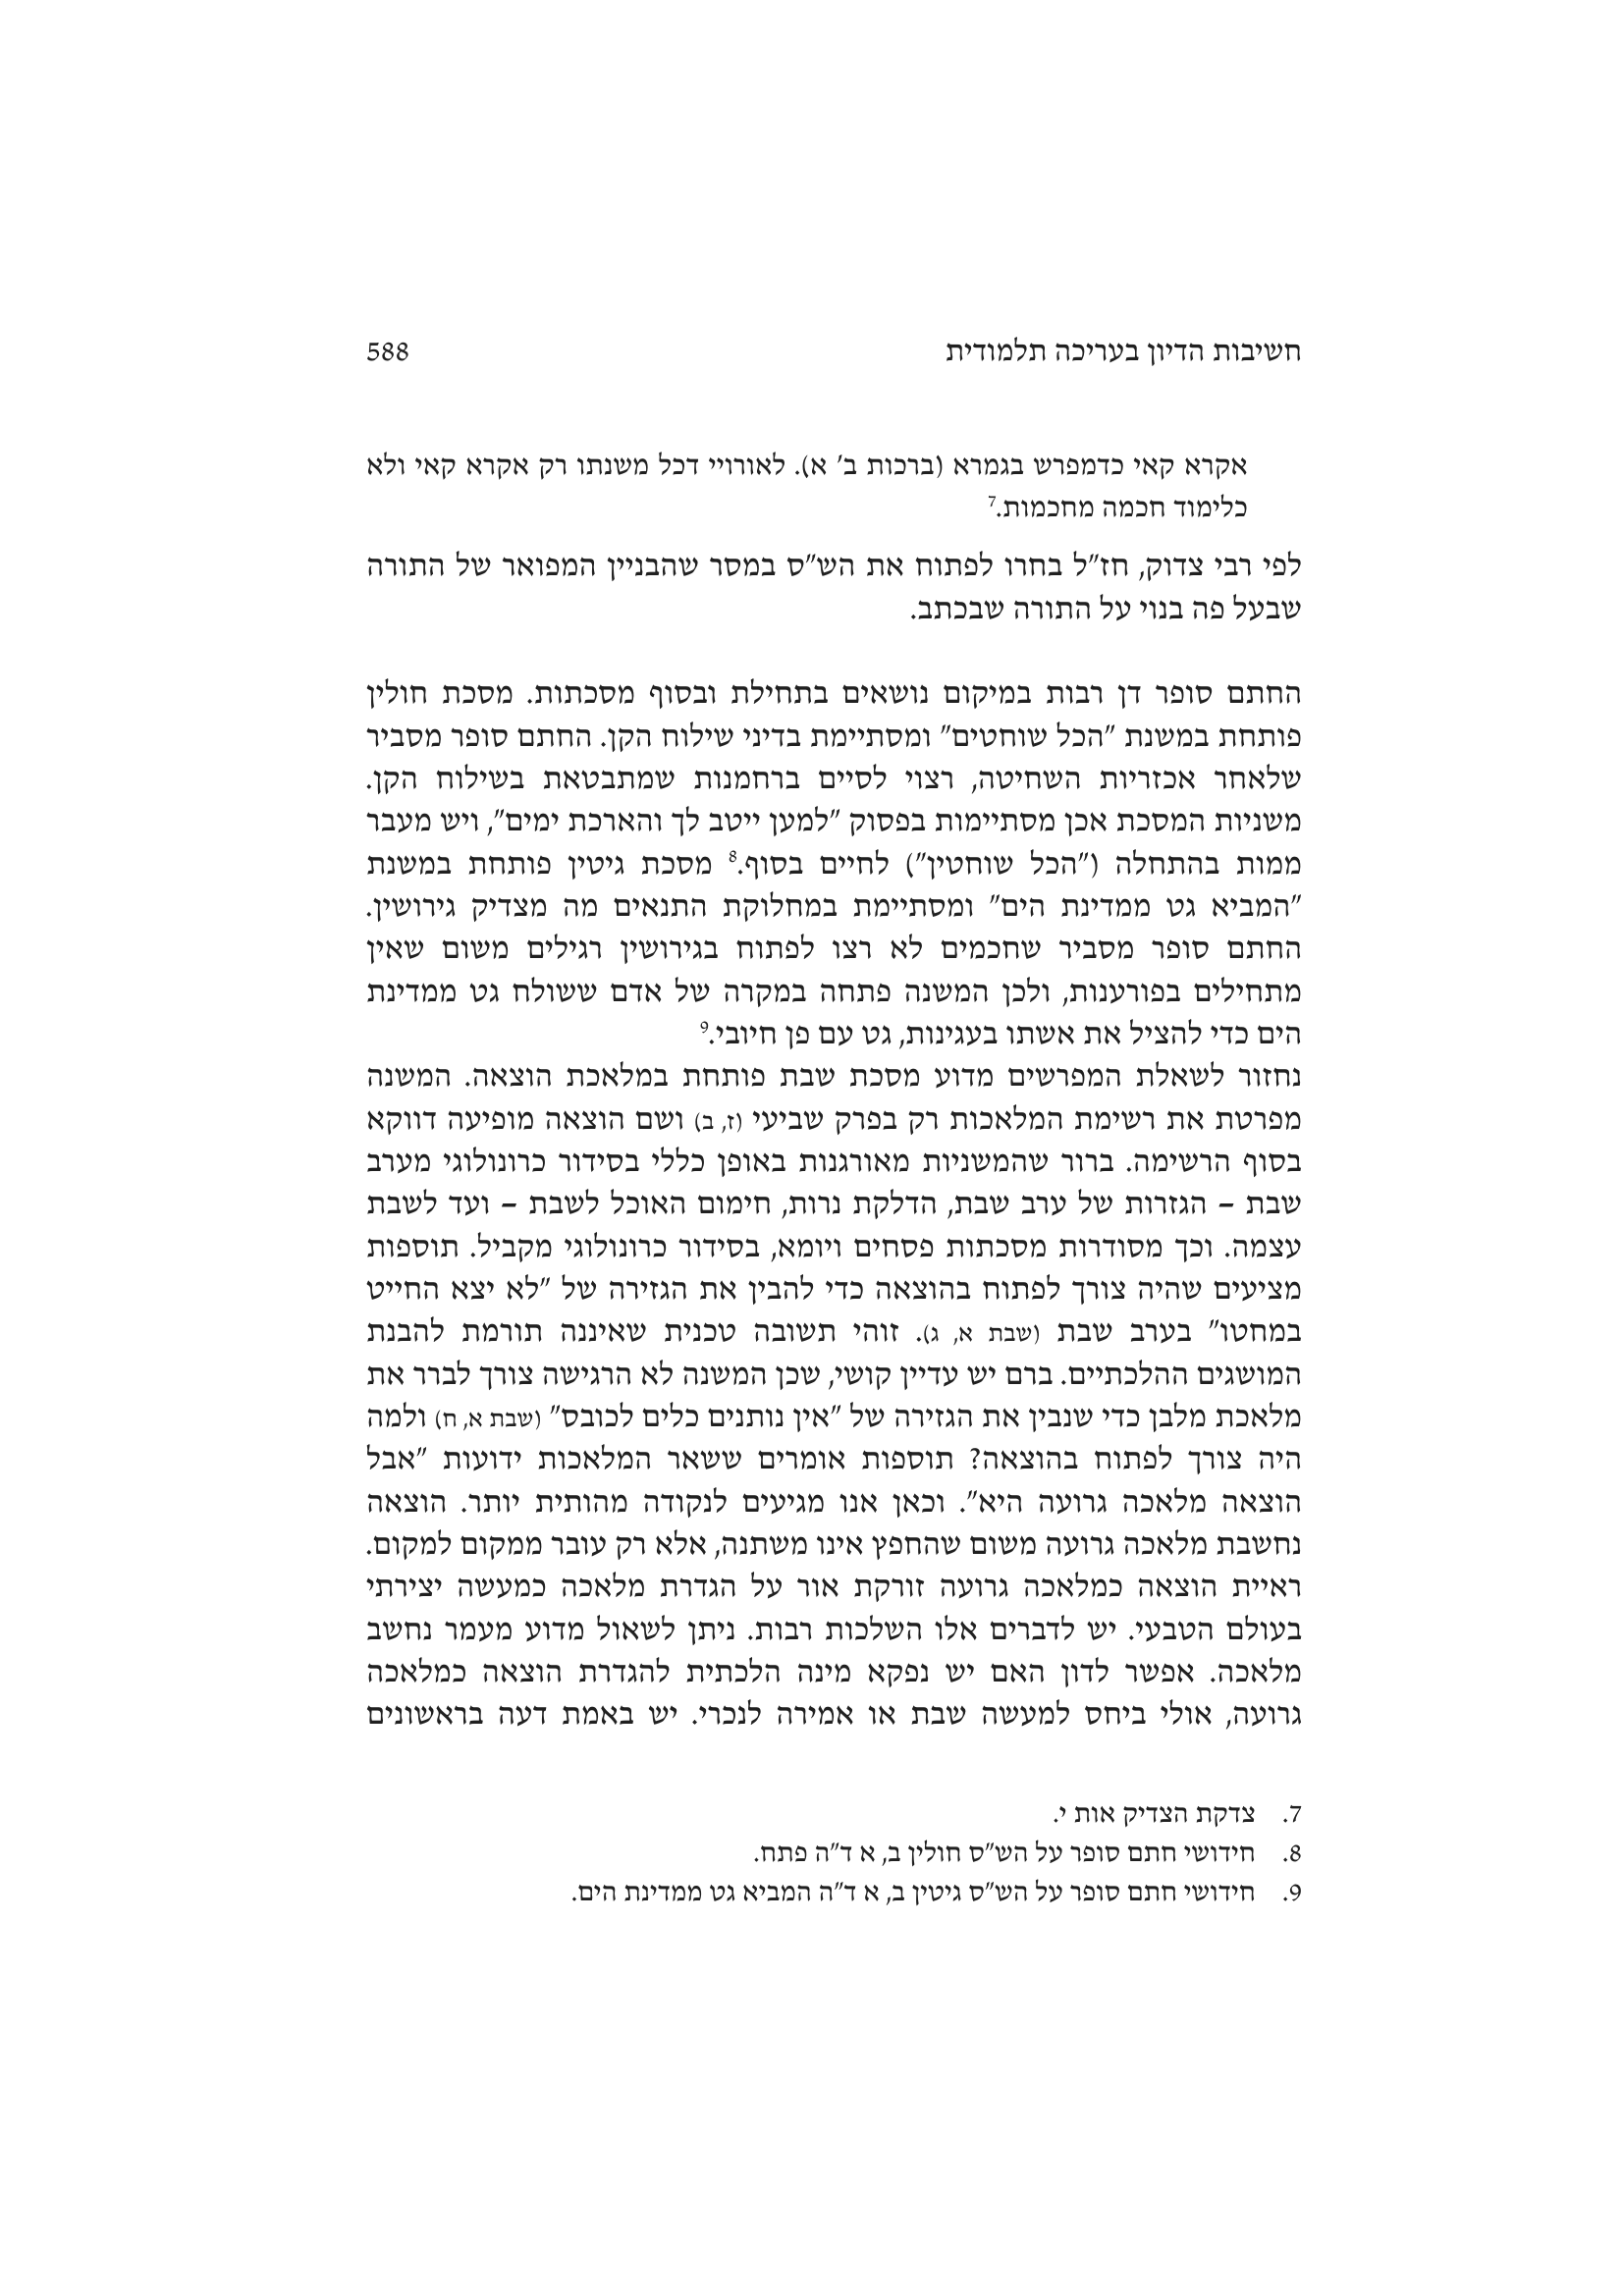 חשיבות הדיון בעריכה תלמודית 588
אקרא קאי כדמפרש בגמרא (ברכות ב' א). לאורויי דכל משנתו רק אקרא קאי ולא
כלימוד חכמה מחכמות.7
לפי רבי צדוק, חז"ל בחרו לפתוח את הש"ס במסר שהבניין המפואר של התורה
שבעל פה בנוי על התורה שבכתב.
החתם סופר דן רבות במיקום נושאים בתחילת ובסוף מסכתות. מסכת חולין
פותחת במשנת "הכל שוחטים" ומסתיימת בדיני שילוח הקן. החתם סופר מסביר
שלאחר אכזריות השחיטה, רצוי לסיים ברחמנות שמתבטאת בשילוח הקן.
משניות המסכת אכן מסתיימות בפסוק "למען ייטב לך והארכת ימים", ויש מעבר
ממות בהתחלה ("הכל שוחטין") לחיים בסוף.8 מסכת גיטין פותחת במשנת
"המביא גט ממדינת הים" ומסתיימת במחלוקת התנאים מה מצדיק גירושין.
החתם סופר מסביר שחכמים לא רצו לפתוח בגירושין רגילים משום שאין
מתחילים בפורענות, ולכן המשנה פתחה במקרה של אדם ששולח גט ממדינת
הים כדי להציל את אשתו בעגינות, גט עם פן חיובי.9
נחזור לשאלת המפרשים מדוע מסכת שבת פותחת במלאכת הוצאה. המשנה
מפרטת את רשימת המלאכות רק בפרק שביעי (ז, ב) ושם הוצאה מופיעה דווקא
בסוף הרשימה. ברור שהמשניות מאורגנות באופן כללי בסידור כרונולוגי מערב
שבת – הגזרות של ערב שבת, הדלקת נרות, חימום האוכל לשבת – ועד לשבת
עצמה. וכך מסודרות מסכתות פסחים ויומא, בסידור כרונולוגי מקביל. תוספות
מציעים שהיה צורך לפתוח בהוצאה כדי להבין את הגזירה של "לא יצא החייט
במחטו" בערב שבת (שבת א, ג). זוהי תשובה טכנית שאיננה תורמת להבנת
המושגים ההלכתיים. ברם יש עדיין קושי, שכן המשנה לא הרגישה צורך לברר את
מלאכת מלבן כדי שנבין את הגזירה של "אין נותנים כלים לכובס" (שבת א, ח) ולמה
היה צורך לפתוח בהוצאה? תוספות אומרים ששאר המלאכות ידועות "אבל
הוצאה מלאכה גרועה היא". וכאן אנו מגיעים לנקודה מהותית יותר. הוצאה
נחשבת מלאכה גרועה משום שהחפץ אינו משתנה, אלא רק עובר ממקום למקום.
ראיית הוצאה כמלאכה גרועה זורקת אור על הגדרת מלאכה כמעשה יצירתי
בעולם הטבעי. יש לדברים אלו השלכות רבות. ניתן לשאול מדוע מעמר נחשב
מלאכה. אפשר לדון האם יש נפקא מינה הלכתית להגדרת הוצאה כמלאכה
גרועה, אולי ביחס למעשה שבת או אמירה לנכרי. יש באמת דעה בראשונים
7. צדקת הצדיק אות י.
8. חידושי חתם סופר על הש"ס חולין ב, א ד"ה פתח.
9. חידושי חתם סופר על הש"ס גיטין ב, א ד"ה המביא גט ממדינת הים.